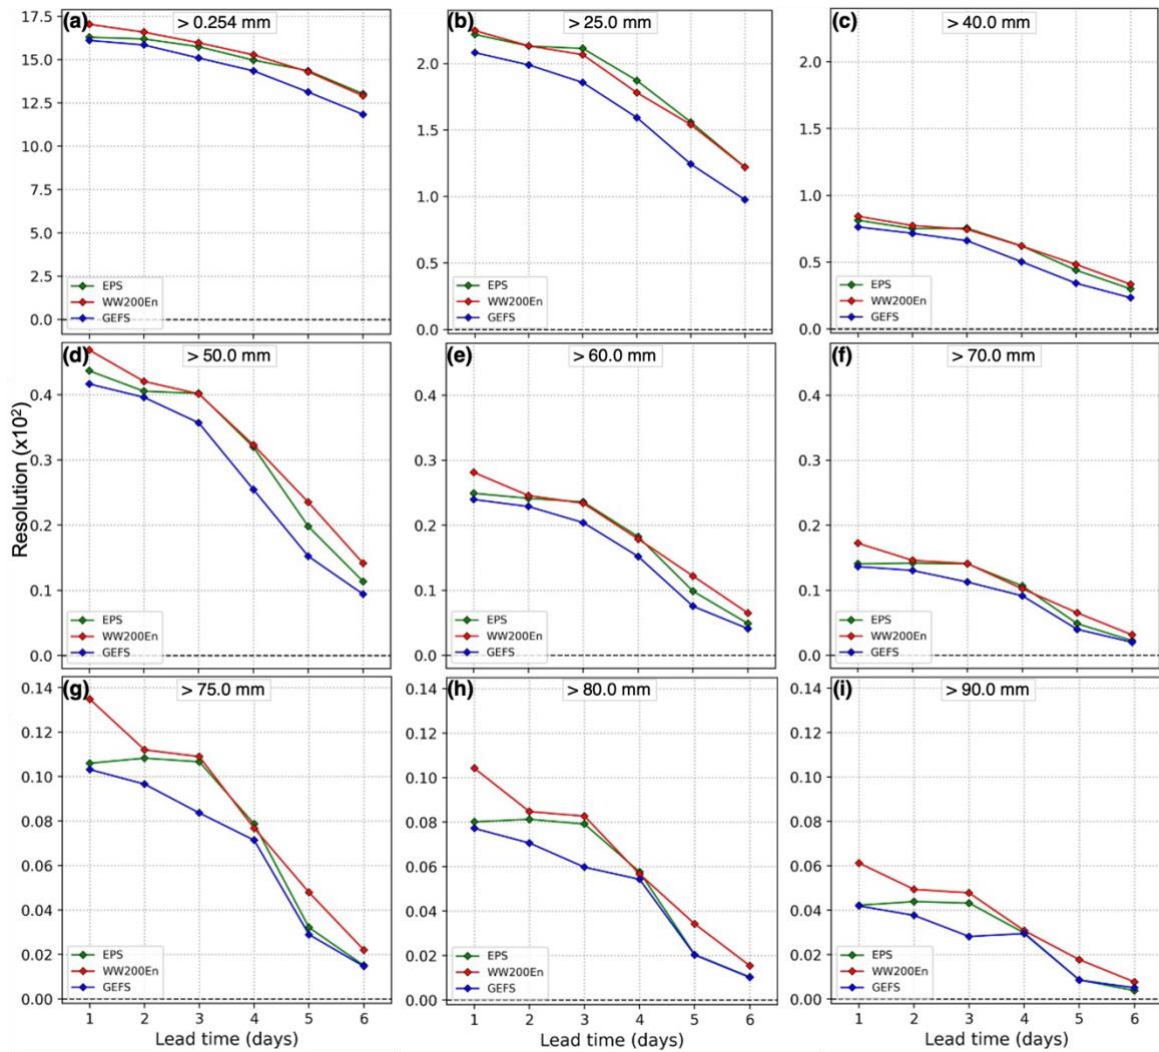 (a) > 0.254 mm
17.5
15.0
12.5
10.0
7.5
5.0
2.5
0.0
EPS
WW200En
GEFS
(b) > 25.0 mm
2.0
1.5
1.0
0.5
0.0
EPS
WW200En
GEFS
(c) > 40.0 mm
2.0
1.5
1.0
0.5
0.0
EPS
WW200En
GEFS
Resolution (x10²)
(d) > 50.0 mm
0.4
0.3
0.2
0.1
0.0
EPS
WW200En
GEFS
(e) > 60.0 mm
0.4
0.3
0.2
0.1
0.0
EPS
WW200En
GEFS
(f) > 70.0 mm
0.4
0.3
0.2
0.1
0.0
EPS
WW200En
GEFS
(g) > 75.0 mm
0.14
0.12
0.10
0.08
0.06
0.04
0.02
0.00
EPS
WW200En
GEFS
1 2 3 4 5 6
Lead time (days)
(h) > 80.0 mm
0.14
0.12
0.10
0.08
0.06
0.04
0.02
0.00
EPS
WW200En
GEFS
1 2 3 4 5 6
Lead time (days)
(i) > 90.0 mm
0.14
0.12
0.10
0.08
0.06
0.04
0.02
0.00
EPS
WW200En
GEFS
1 2 3 4 5 6
Lead time (days)